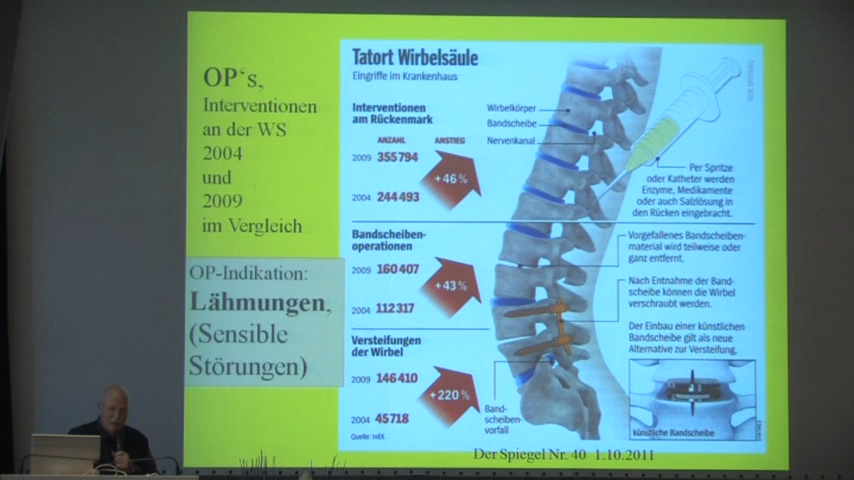 OP‘s,
Interventionen
an der WS
2004
und
2009
im Vergleich
OP-Indikation:
Lähmungen,
(Sensible
Störungen)
Tatort Wirbelsäule
Eingriffe im Krankenhaus
Interventionen
am Rückenmark
ANZAHL ANSTIEG
2009 355 794
+46 %
2004 244 493
Wirbelkörper
Bandscheibe
Nervenkanal
Per Spritze
oder Katheter werden
Enzyme, Medikamente
oder auch Salzlösung in
den Rücken eingebracht.
Bandscheiben-
operationen
2009 160 407
+43 %
2004 112 317
Vorgefallenes Bandscheiben-
material wird teilweise oder
ganz entfernt.
Nach Entnahme der Band-
scheibe können die Wirbel
verschraubt werden.
Der Einbau einer künstlichen
Bandscheibe gilt als neue
Alternative zur Versteifung.
Versteifungen
der Wirbel
2009 146 410
+220 %
2004 45 718
Quelle: InEK
Band-
scheiben-
vorfall
künstliche Bandscheibe
Der Spiegel Nr. 40 1.10.2011